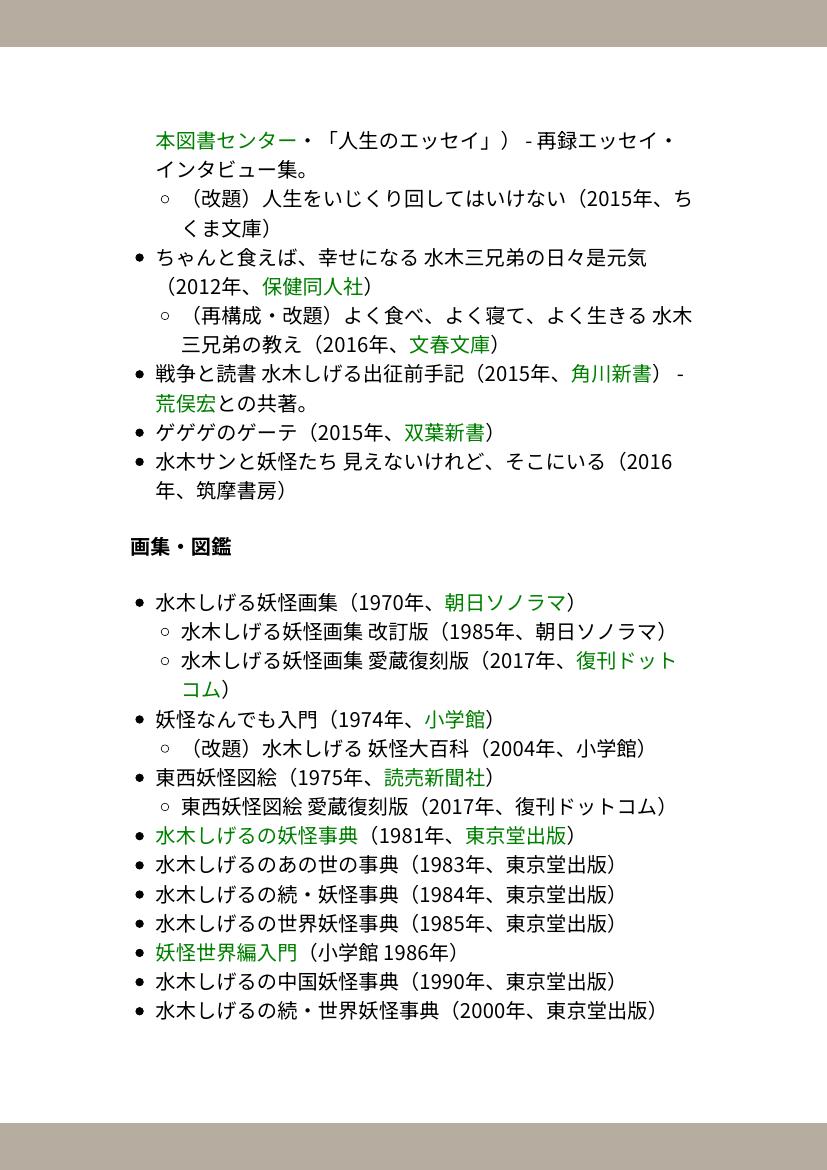 本図書センター・「人生のエッセイ」） - 再録エッセイ・
インタビュー集。
（改題）人生をいじくり回してはいけない（2015年、ち
くま文庫）
ちゃんと食えば、幸せになる 水木三兄弟の日々是元気
（2012年、保健同人社）
（再構成・改題）よく食べ、よく寝て、よく生きる 水木
三兄弟の教え（2016年、文春文庫）
戦争と読書 水木しげる出征前手記（2015年、角川新書） -
荒俣宏との共著。
ゲゲゲのゲーテ（2015年、双葉新書）
水木サンと妖怪たち 見えないけれど、そこにいる（2016
年、筑摩書房）
画集・図鑑
水木しげる妖怪画集（1970年、朝日ソノラマ）
水木しげる妖怪画集 改訂版（1985年、朝日ソノラマ）
水木しげる妖怪画集 愛蔵復刻版（2017年、復刊ドット
コム）
妖怪なんでも入門（1974年、小学館）
（改題）水木しげる 妖怪大百科（2004年、小学館）
東西妖怪図絵（1975年、読売新聞社）
東西妖怪図絵 愛蔵復刻版（2017年、復刊ドットコム）
水木しげるの妖怪事典（1981年、東京堂出版）
水木しげるのあの世の事典（1983年、東京堂出版）
水木しげるの続・妖怪事典（1984年、東京堂出版）
水木しげるの世界妖怪事典（1985年、東京堂出版）
妖怪世界編入門（小学館 1986年）
水木しげるの中国妖怪事典（1990年、東京堂出版）
水木しげるの続・世界妖怪事典（2000年、東京堂出版）